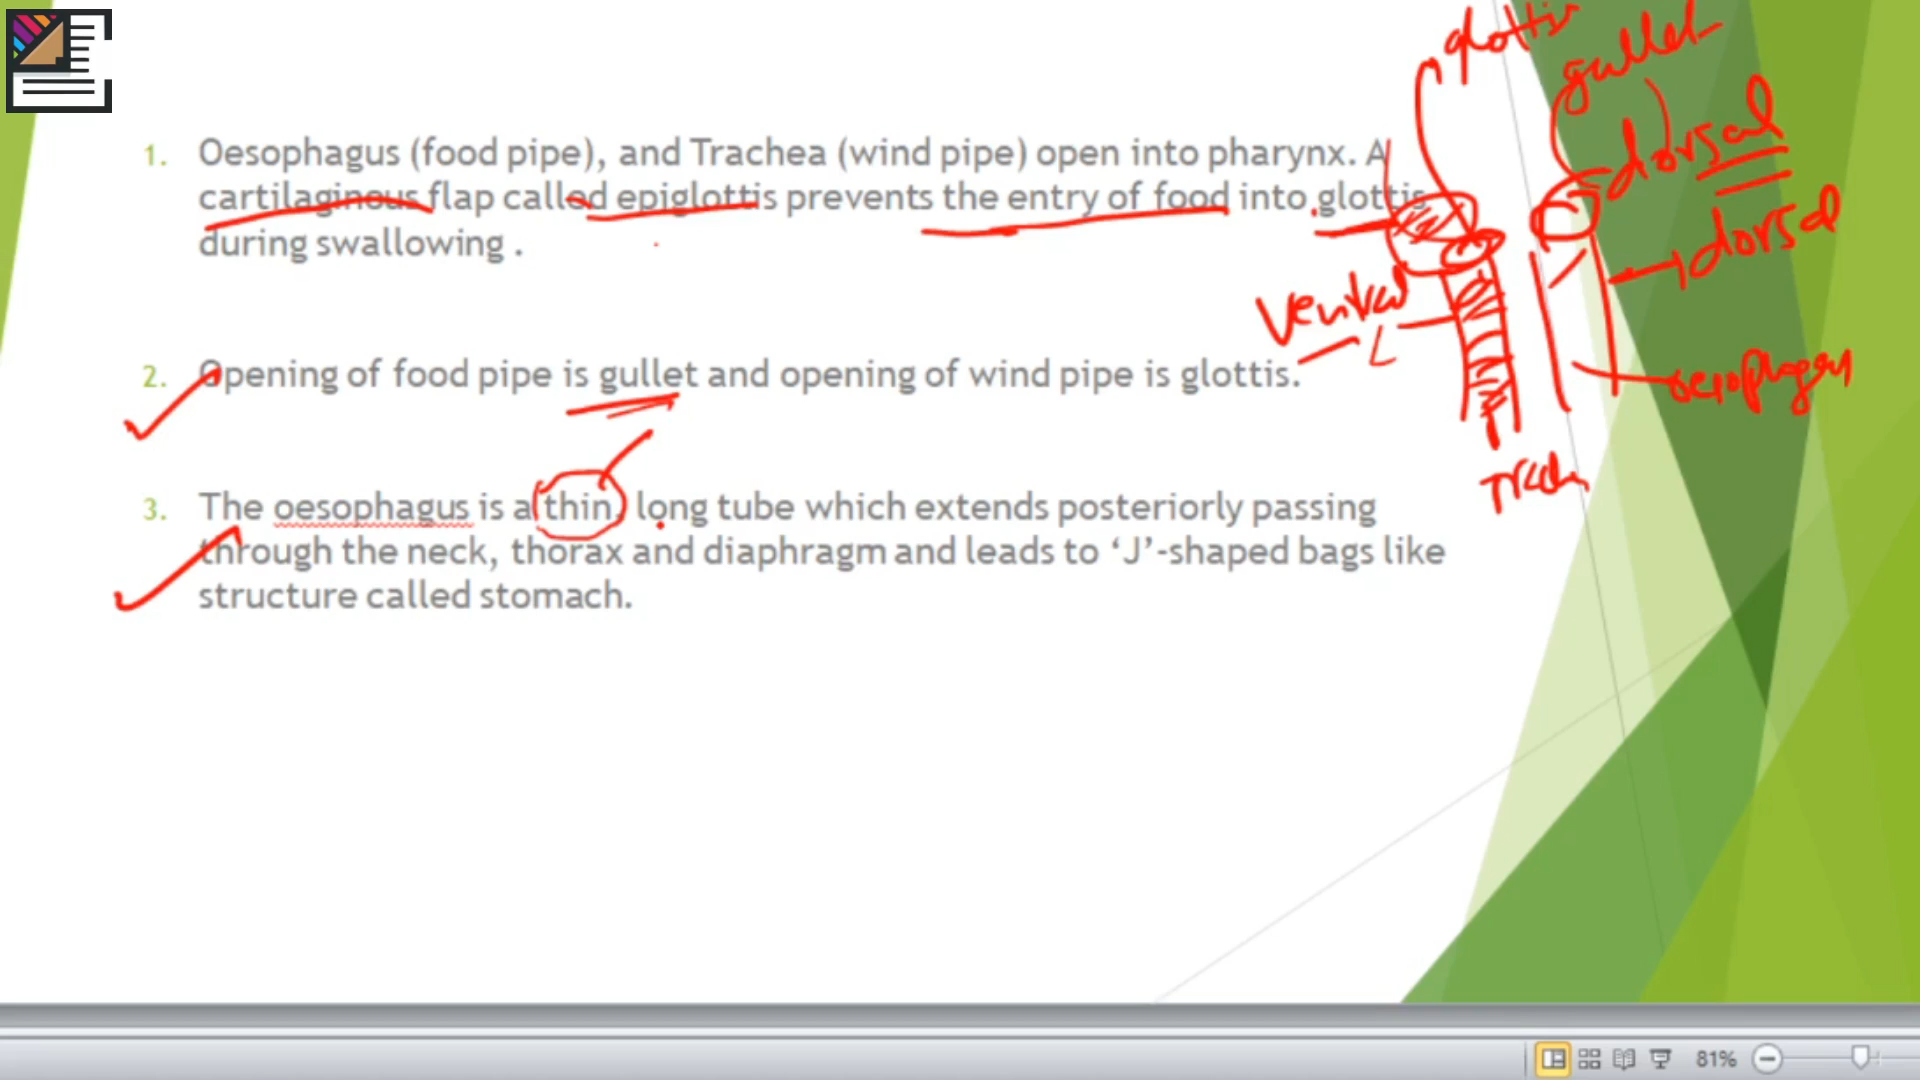 glottis
gullet
dorsal
1. Oesophagus (food pipe), and Trachea (wind pipe) open into pharynx. A
cartilaginous flap called epiglottis prevents the entry of food into glottis
during swallowing .
dorsal
ventral
2. Opening of food pipe is gullet and opening of wind pipe is glottis.
oesophagus
Trach
3. The oesophagus is a thin, long tube which extends posteriorly passing
through the neck, thorax and diaphragm and leads to ‘J’-shaped bags like
structure called stomach.
81%